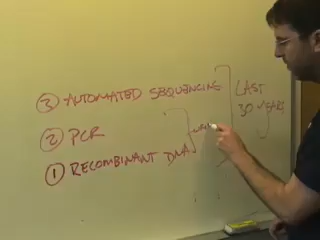 ③ AUTOMATED SEQUENCING
② PCR
① RECOMBINANT DNA
LAST
30 YEARS